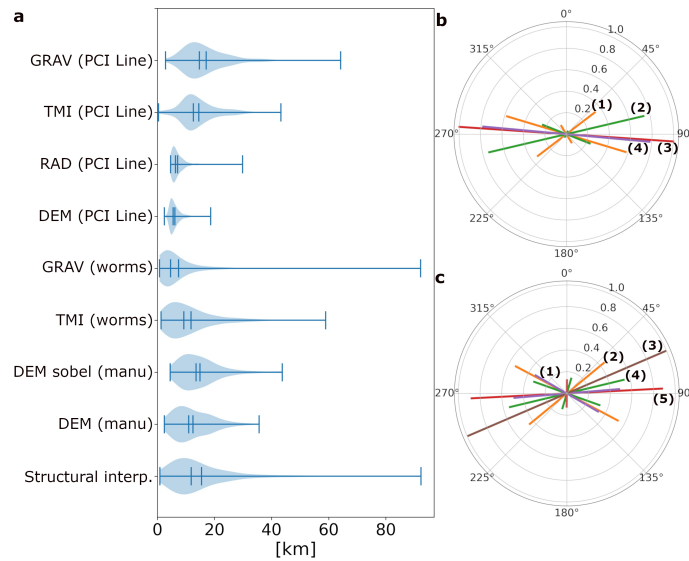 a
GRAV (PCI Line)
TMI (PCI Line)
RAD (PCI Line)
DEM (PCI Line)
GRAV (worms)
TMI (worms)
DEM sobel (manu)
DEM (manu)
Structural interp.
0 20 40 60 80
[km]
b
0°
45°
90
135°
180°
225°
270°
315°
0.2
0.4
0.6
0.8
1.0
(1)
(2)
(3)
(4)
c
0°
45°
90
135°
180°
225°
270°
315°
0.2
0.4
0.6
0.8
1.0
(1)
(2)
(3)
(4)
(5)